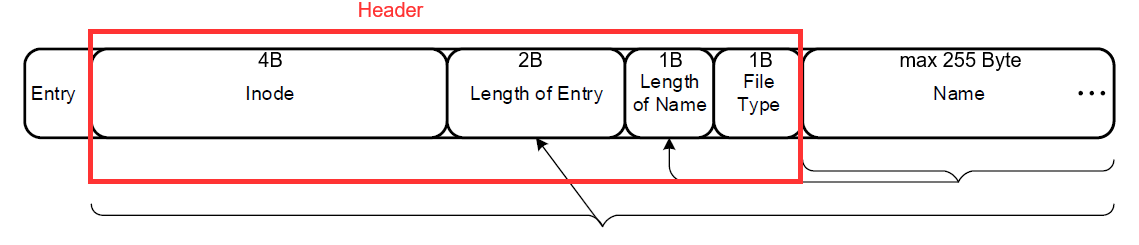 Header
4B
2B
1B
1B
max 255 Byte
Entry
Inode
Length of Entry
Length
of Name
File
Type
Name
...